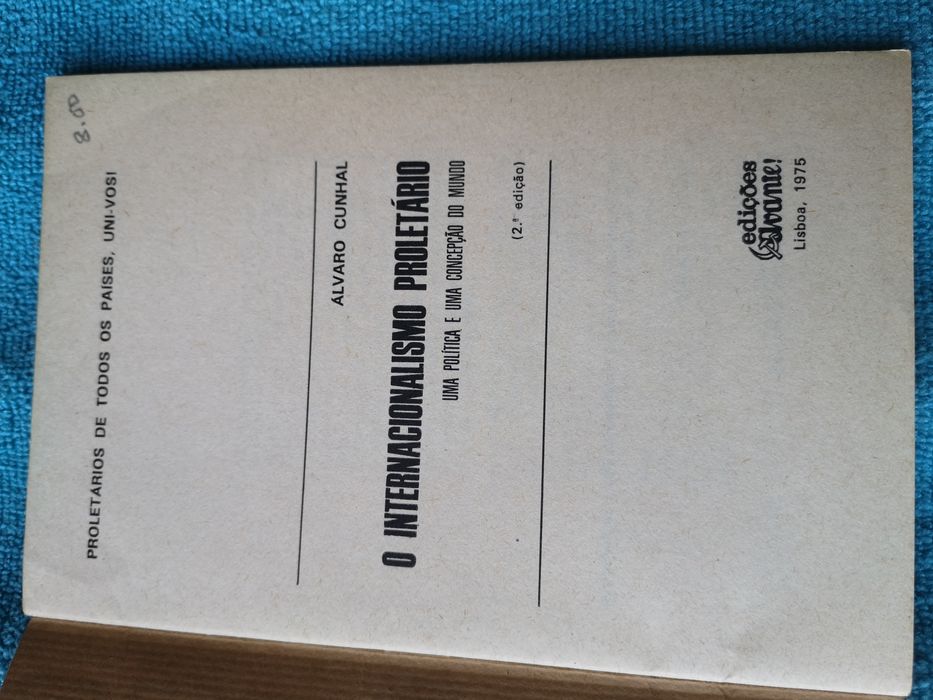 8.00
PROLETÁRIOS DE TODOS OS PAÍSES, UNI-VOS!
ÁLVARO CUNHAL
O INTERNACIONALISMO PROLETÁRIO
UMA POLÍTICA E UMA CONCEPÇÃO DO MUNDO
(2.ª edição)
edições
Avante!
Lisboa, 1975